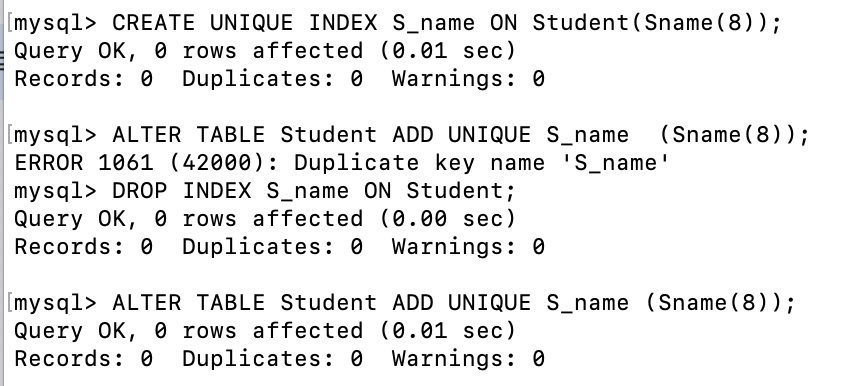 [mysql> CREATE UNIQUE INDEX S_name ON Student(Sname(8));
Query OK, 0 rows affected (0.01 sec)
Records: 0  Duplicates: 0  Warnings: 0

[mysql> ALTER TABLE Student ADD UNIQUE S_name  (Sname(8));
ERROR 1061 (42000): Duplicate key name 'S_name'
mysql> DROP INDEX S_name ON Student;
Query OK, 0 rows affected (0.00 sec)
Records: 0  Duplicates: 0  Warnings: 0

[mysql> ALTER TABLE Student ADD UNIQUE S_name (Sname(8));
Query OK, 0 rows affected (0.01 sec)
Records: 0  Duplicates: 0  Warnings: 0